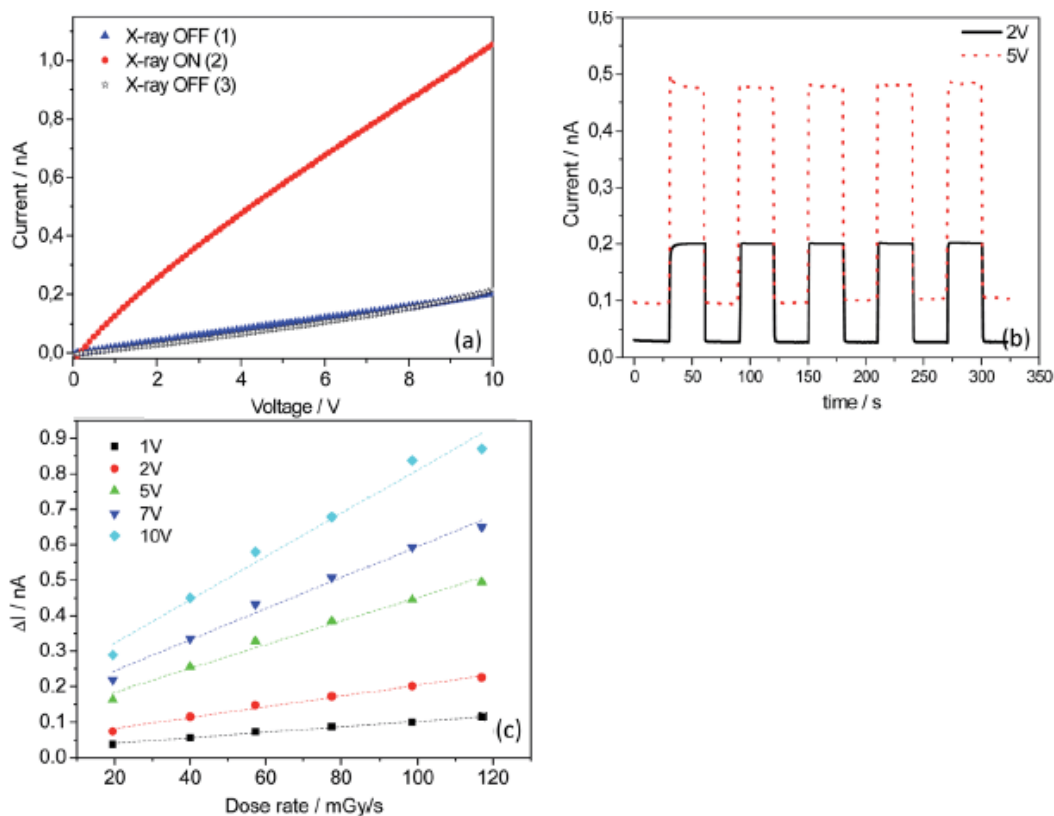 X-ray OFF (1)
X-ray ON (2)
X-ray OFF (3)
1,0
0,8
0,6
0,4
0,2
0,0
Current / nA
0 2 4 6 8 10
Voltage / V
(a)
2V
5V
0,6
0,5
0,3
0,2
0,1
0,0
Current / nA
0 50 100 150 200 250 300 350
time / s
(b)
1V
2V
5V
7V
10V
0.9
0.8
0.7
0.6
0.5
0.4
0.3
0.2
0.1
0.0
ΔI / nA
20 40 60 80 100 120
Dose rate / mGy/s
(c)